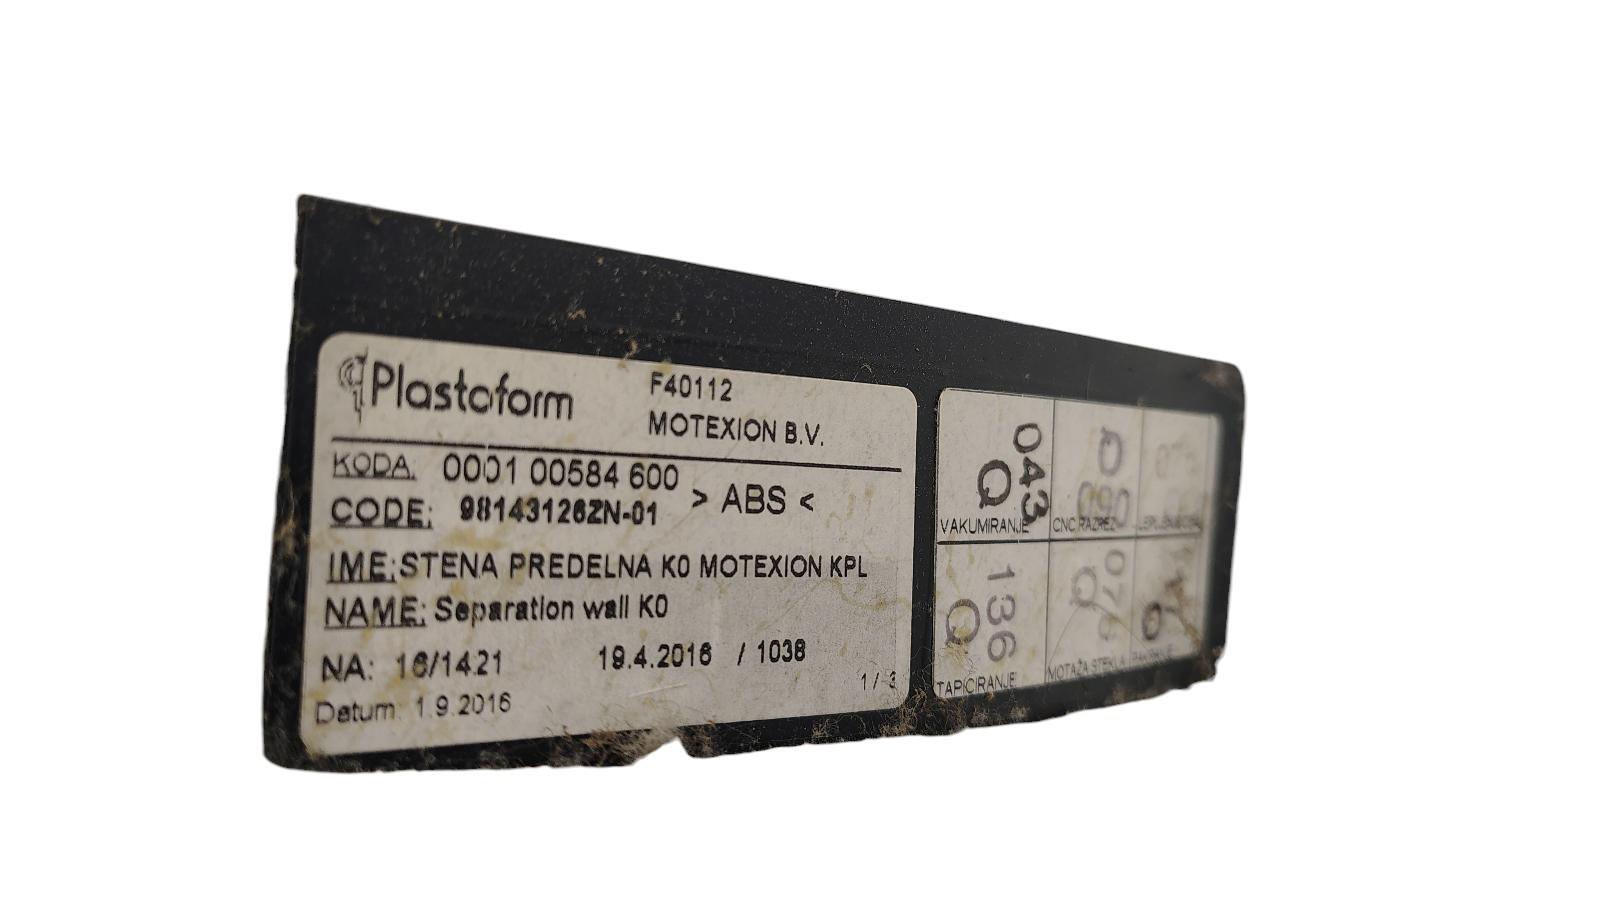 Plastoform
F40112
MOTEXION B.V.
KODA: 0001 00584 600
CODE: 98143126ZN-01
> ABS <
IME: STENA PREDELNA K0 MOTEXION KPL
NAME: Separation wall K0
NA: 16/1421 19.4.2016 / 1038
Datum: 1.9.2016
1/3
043
Q
VAKUMIRANJE
Q
CNC RAZREZ
136
Q
TAPICIRANJE
Q
MOTAŽA STEKLA
Q
PAKIRANJE